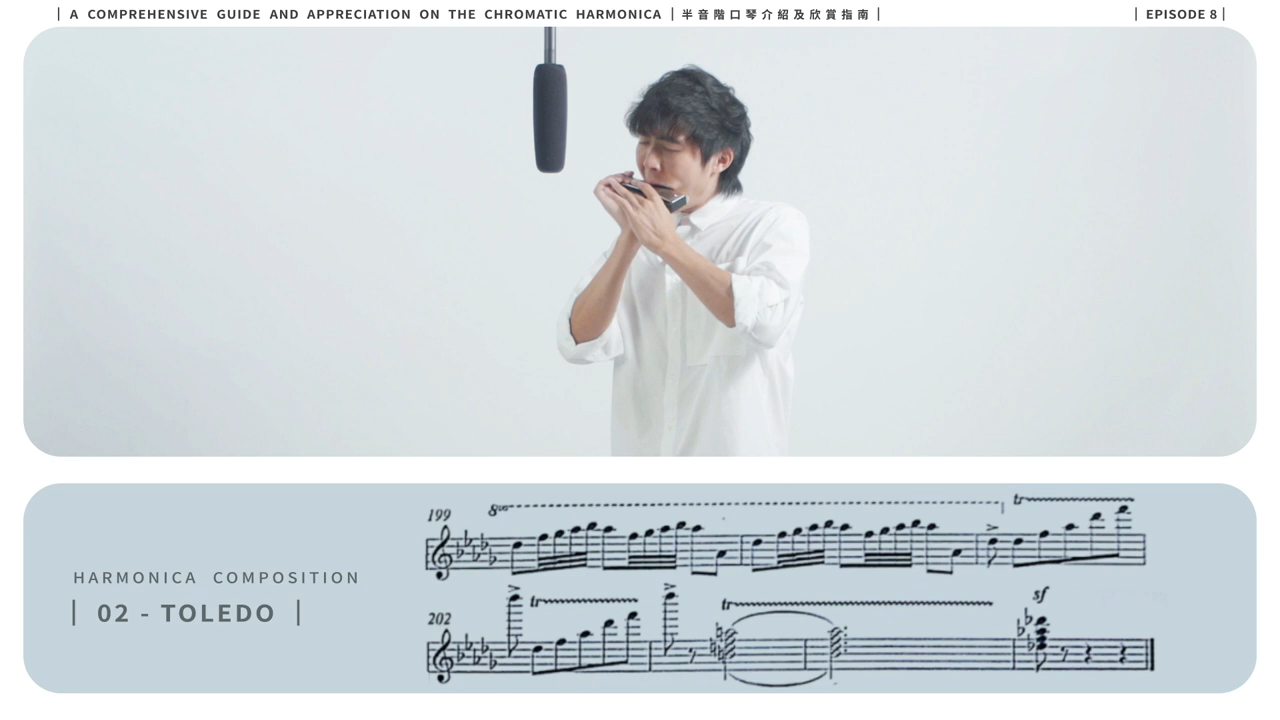 | A COMPREHENSIVE GUIDE AND APPRECIATION ON THE CHROMATIC HARMONICA | 半音階口琴介紹及欣賞指南 |
| EPISODE 8 |
199
8va
tr
HARMONICA COMPOSITION
| 02 - TOLEDO |
202
tr
tr
sf